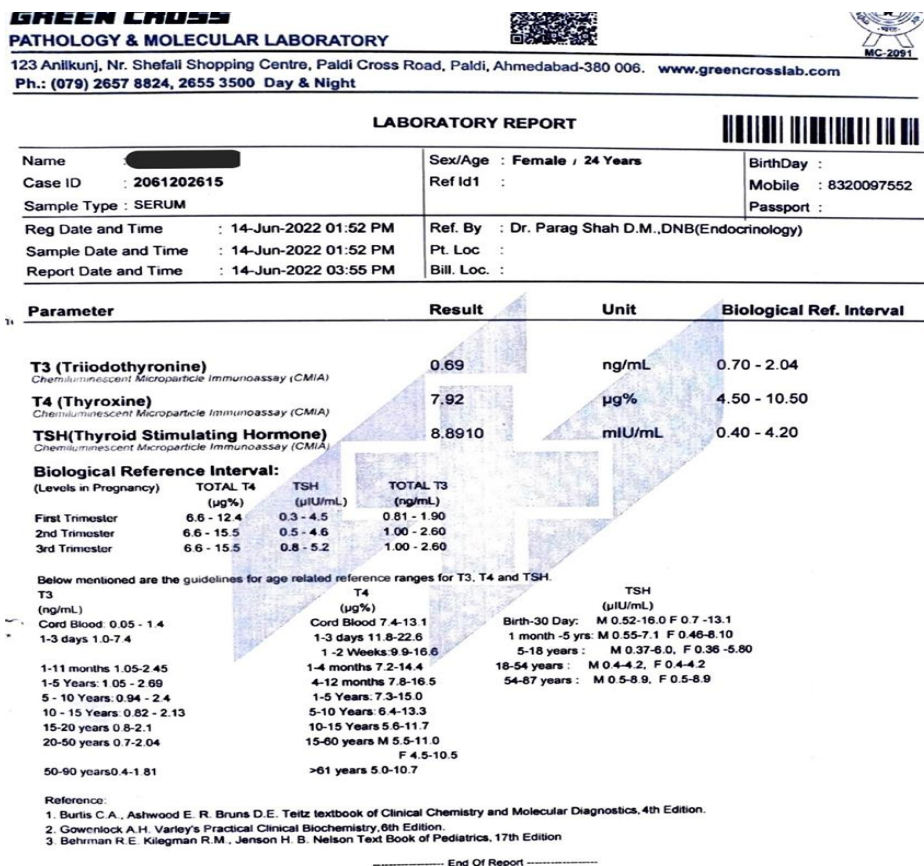 GREEN CROSS
PATHOLOGY & MOLECULAR LABORATORY
MC-2091
123 Anilkunj, Nr. Shefali Shopping Centre, Paldi Cross Road, Paldi, Ahmedabad-380 006. www.greencrosslab.com
Ph.: (079) 2657 8824, 2655 3500 Day & Night
LABORATORY REPORT
Name : Sex/Age : Female / 24 Years BirthDay :
Case ID : 2061202615 Ref Id1 : Mobile : 8320097552
Sample Type : SERUM Passport :
Reg Date and Time : 14-Jun-2022 01:52 PM Ref. By : Dr. Parag Shah D.M.,DNB(Endocrinology)
Sample Date and Time : 14-Jun-2022 01:52 PM Pt. Loc :
Report Date and Time : 14-Jun-2022 03:55 PM Bill. Loc. :
Parameter Result Unit Biological Ref. Interval
T3 (Triiodothyronine) 0.69 ng/mL 0.70 - 2.04
Chemiluminescent Microparticle Immunoassay (CMIA)
T4 (Thyroxine) 7.92 µg% 4.50 - 10.50
Chemiluminescent Microparticle Immunoassay (CMIA)
TSH(Thyroid Stimulating Hormone) 8.8910 mIU/mL 0.40 - 4.20
Chemiluminescent Microparticle Immunoassay (CMIA)
Biological Reference Interval:
(Levels in Pregnancy) TOTAL T4 TSH TOTAL T3
(µg%) (µIU/mL) (ng/mL)
First Trimester 6.6 - 12.4 0.3 - 4.5 0.81 - 1.90
2nd Trimester 6.6 - 15.5 0.5 - 4.6 1.00 - 2.60
3rd Trimester 6.6 - 15.5 0.8 - 5.2 1.00 - 2.60
Below mentioned are the guidelines for age related reference ranges for T3, T4 and TSH.
T3 T4 TSH
(ng/mL) (µg%) (µIU/mL)
Cord Blood: 0.05 - 1.4 Cord Blood 7.4-13.1 Birth-30 Day: M 0.52-16.0 F 0.7 -13.1
1-3 days 1.0-7.4 1-3 days 11.8-22.6 1 month -5 yrs: M 0.55-7.1 F 0.46-8.10
1 -2 Weeks:9.9-16.6 5-18 years : M 0.37-6.0, F 0.36 -5.80
1-11 months 1.05-2.45 1-4 months 7.2-14.4 18-54 years : M 0.4-4.2, F 0.4-4.2
1-5 Years: 1.05 - 2.69 4-12 months 7.8-16.5 54-87 years : M 0.5-8.9, F 0.5-8.9
5 - 10 Years: 0.94 - 2.4 1-5 Years: 7.3-15.0
10 - 15 Years: 0.82 - 2.13 5-10 Years: 6.4-13.3
15-20 years 0.8-2.1 10-15 Years 5.6-11.7
20-50 years 0.7-2.04 15-60 years M 5.5-11.0
F 4.5-10.5
50-90 years0.4-1.81 >61 years 5.0-10.7
Reference:
1. Burtis C.A., Ashwood E. R. Bruns D.E. Teitz textbook of Clinical Chemistry and Molecular Diagnostics,4th Edition.
2. Gowenlock A.H. Varley's Practical Clinical Biochemistry,6th Edition.
3. Behrman R.E. Kilegman R.M., Jenson H. B. Nelson Text Book of Pediatrics, 17th Edition
-------------------- End Of Report --------------------